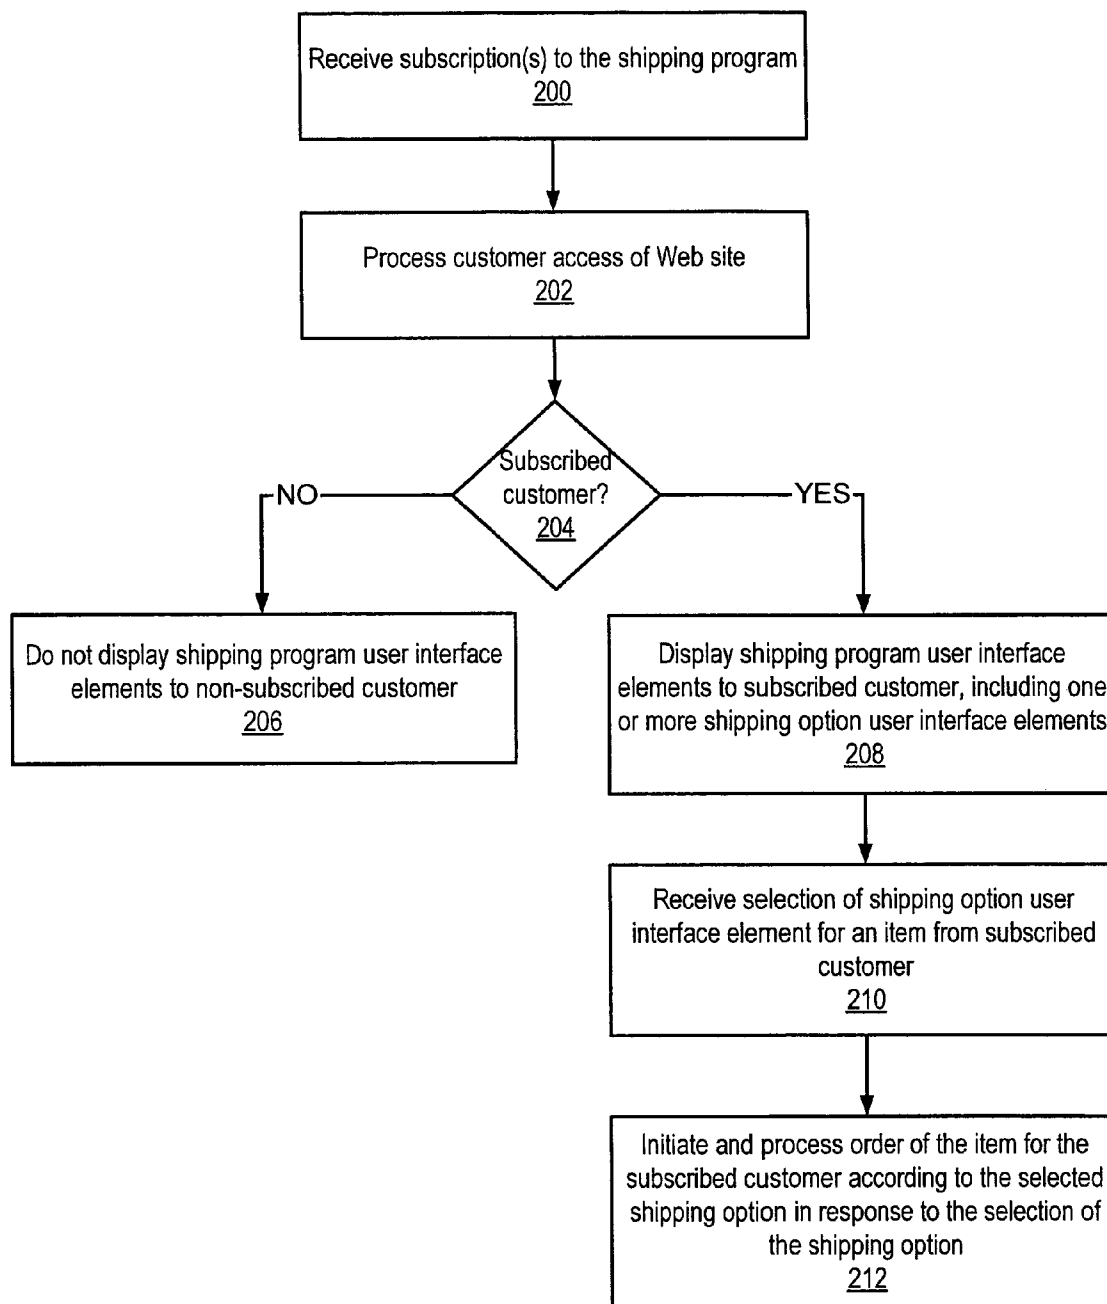 Receive subscription(s) to the shipping program
200
Process customer access of Web site
202
Subscribed
customer?
204
NO
YES
Do not display shipping program user interface
elements to non-subscribed customer
206
Display shipping program user interface
elements to subscribed customer, including one
or more shipping option user interface elements
208
Receive selection of shipping option user
interface element for an item from subscribed
customer
210
Initiate and process order of the item for the
subscribed customer according to the selected
shipping option in response to the selection of
the shipping option
212